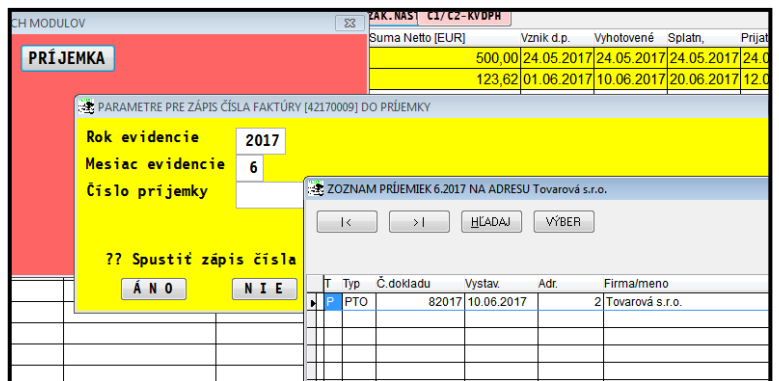 CH MODULOV
ZÁK.NÁST C1/C2-KVDPH
PRÍJEMKA
Suma Netto [EUR] Vznik d.p. Vyhotovené Splatn, Prijat
500,00 24.05.2017 24.05.2017 24.05.2017 24.0
123,62 01.06.2017 10.06.2017 20.06.2017 12.0
PARAMETRE PRE ZÁPIS ČÍSLA FAKTÚRY [42170009] DO PRÍJEMKY
Rok evidencie 2017
Mesiac evidencie 6
Číslo príjemky
ZOZNAM PRÍJEMIEK 6.2017 NA ADRESU Tovarová s.r.o.
|< >| HĽADAJ VÝBER
?? Spustiť zápis čísla
Á N O N I E
T Typ Č.dokladu Vystav. Adr. Firma/meno
P PTO 82017 10.06.2017 2 Tovarová s.r.o.